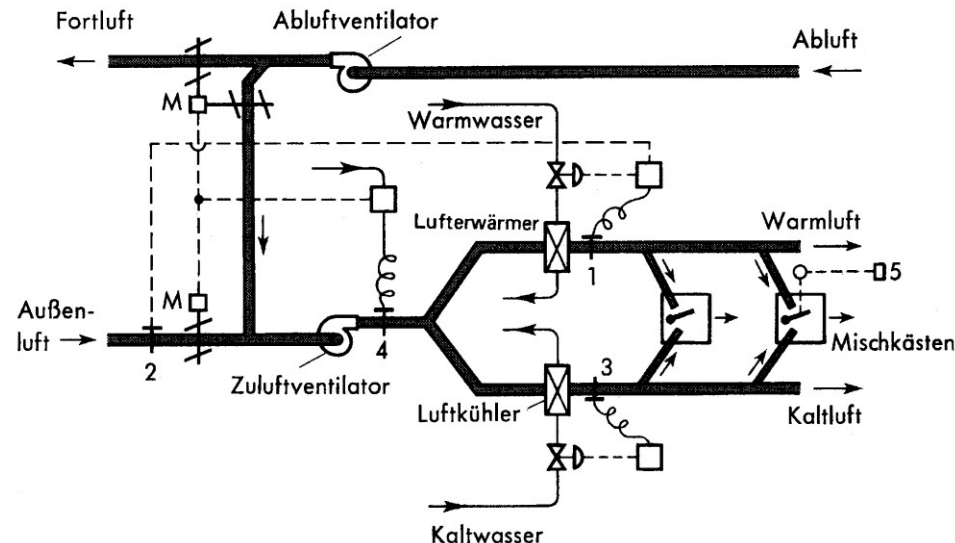 Fortluft
Abluftventilator
Abluft
M
Warmwasser
Lufterwärmer
Warmluft
1
5
M
Außen-
luft
2
4
Zuluftventilator
3
Mischkästen
Luftkühler
Kaltluft
Kaltwasser